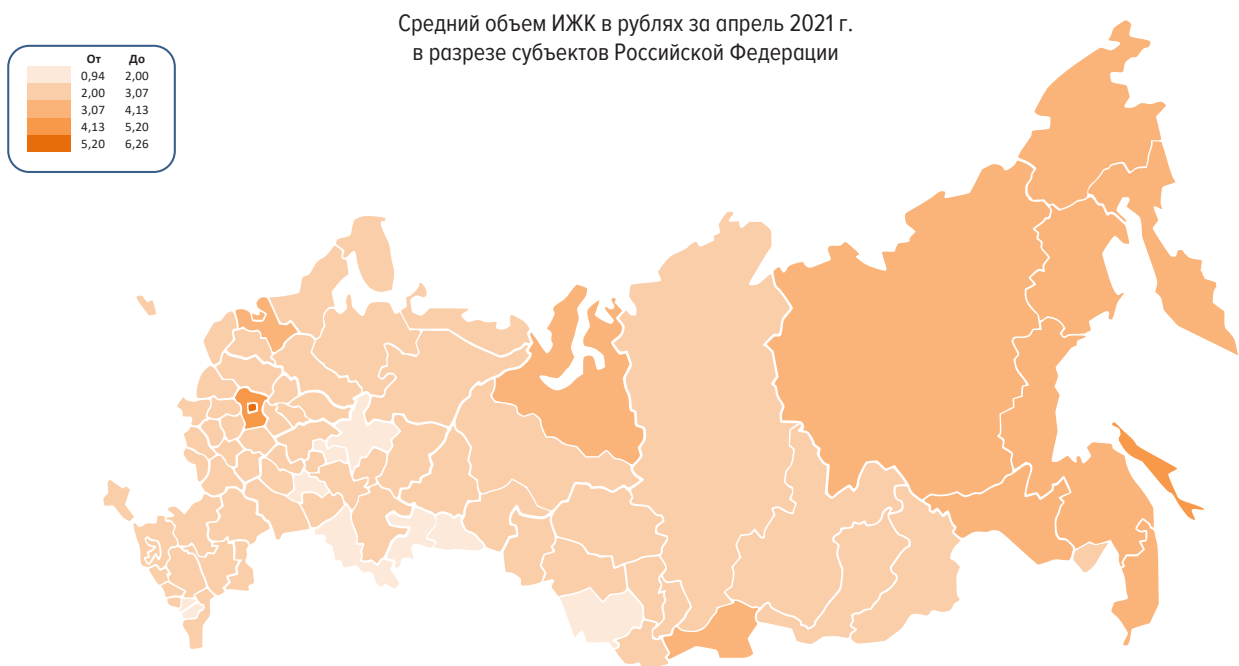 Средний объем ИЖК в рублях за апрель 2021 г.
в разрезе субъектов Российской Федерации
От До
0,94 2,00
2,00 3,07
3,07 4,13
4,13 5,20
5,20 6,26